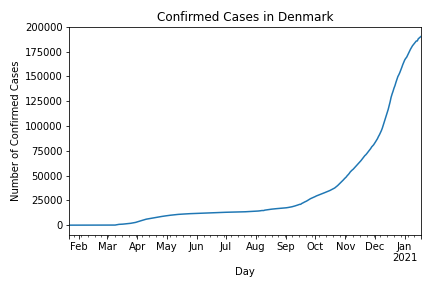 Confirmed Cases in Denmark
Number of Confirmed Cases
200000
175000
150000
125000
100000
75000
50000
25000
0
Feb Mar Apr May Jun Jul Aug Sep Oct Nov Dec Jan
2021
Day